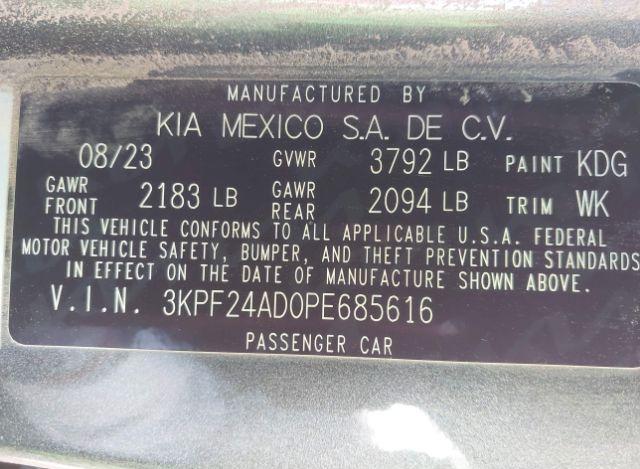 MANUFACTURED BY
KIA MEXICO S.A. DE C.V.
08/23 GVWR 3792 LB PAINT KDG
GAWR FRONT 2183 LB GAWR REAR 2094 LB TRIM WK
THIS VEHICLE CONFORMS TO ALL APPLICABLE U.S.A. FEDERAL
MOTOR VEHICLE SAFETY, BUMPER, AND THEFT PREVENTION STANDARDS
IN EFFECT ON THE DATE OF MANUFACTURE SHOWN ABOVE.
V.I.N. 3KPF24AD0PE685616
PASSENGER CAR